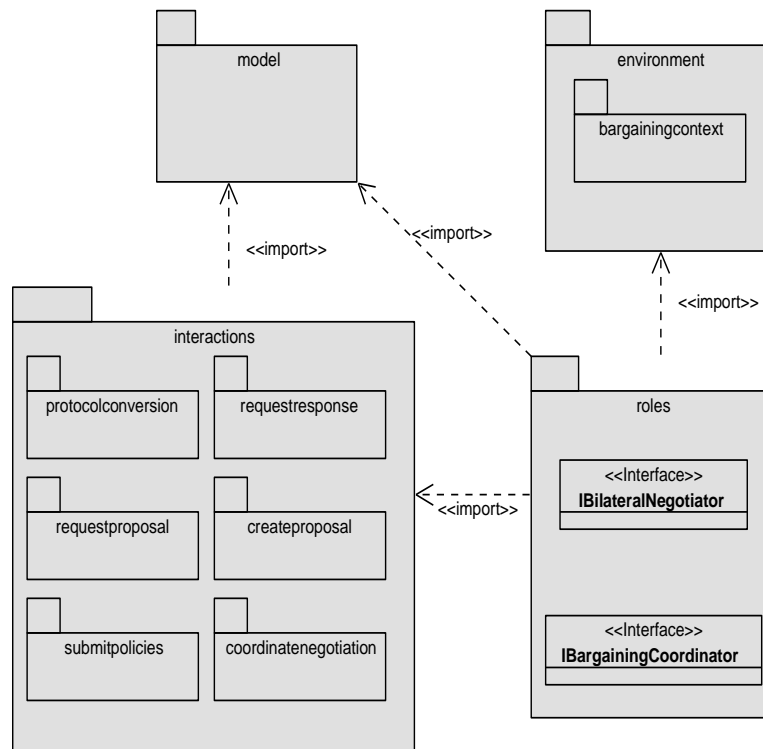 model
environment
bargainingcontext
<<import>>
<<import>>
<<import>>
interactions
protocolconversion
requestresponse
roles
<<Interface>>
IBilateralNegotiator
<<import>>
requestproposal
createproposal
<<Interface>>
IBargainingCoordinator
submitpolicies
coordinatenegotiation